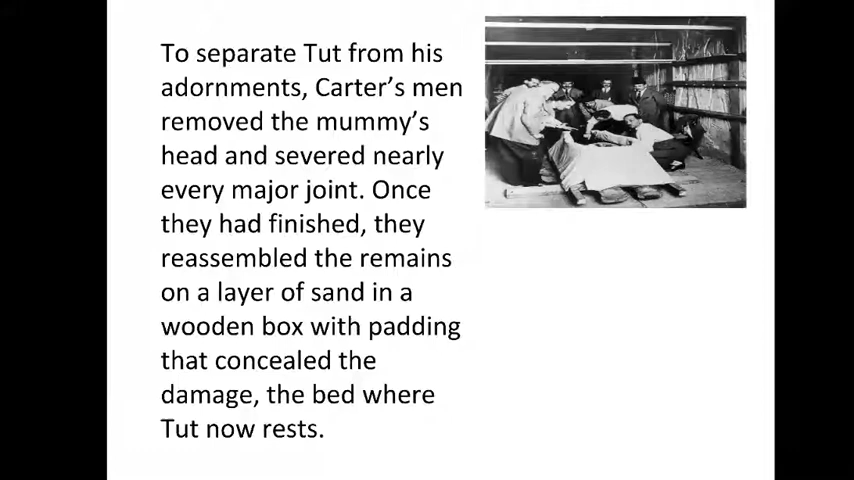 To separate Tut from his
adornments, Carter’s men
removed the mummy’s
head and severed nearly
every major joint. Once
they had finished, they
reassembled the remains
on a layer of sand in a
wooden box with padding
that concealed the
damage, the bed where
Tut now rests.